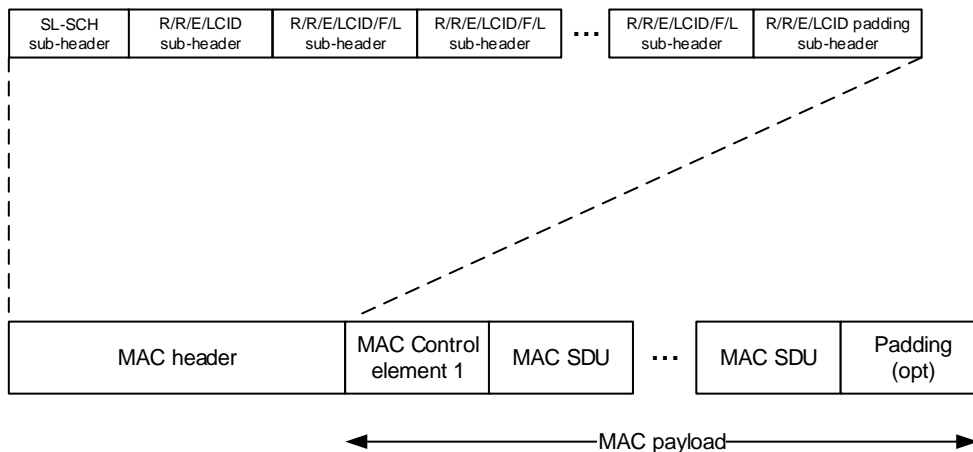 SL-SCH
sub-header
R/R/E/LCID
sub-header
R/R/E/LCID/F/L
sub-header
R/R/E/LCID/F/L
sub-header
...
R/R/E/LCID/F/L
sub-header
R/R/E/LCID padding
sub-header
MAC header
MAC Control
element 1
MAC SDU
...
MAC SDU
Padding
(opt)
MAC payload